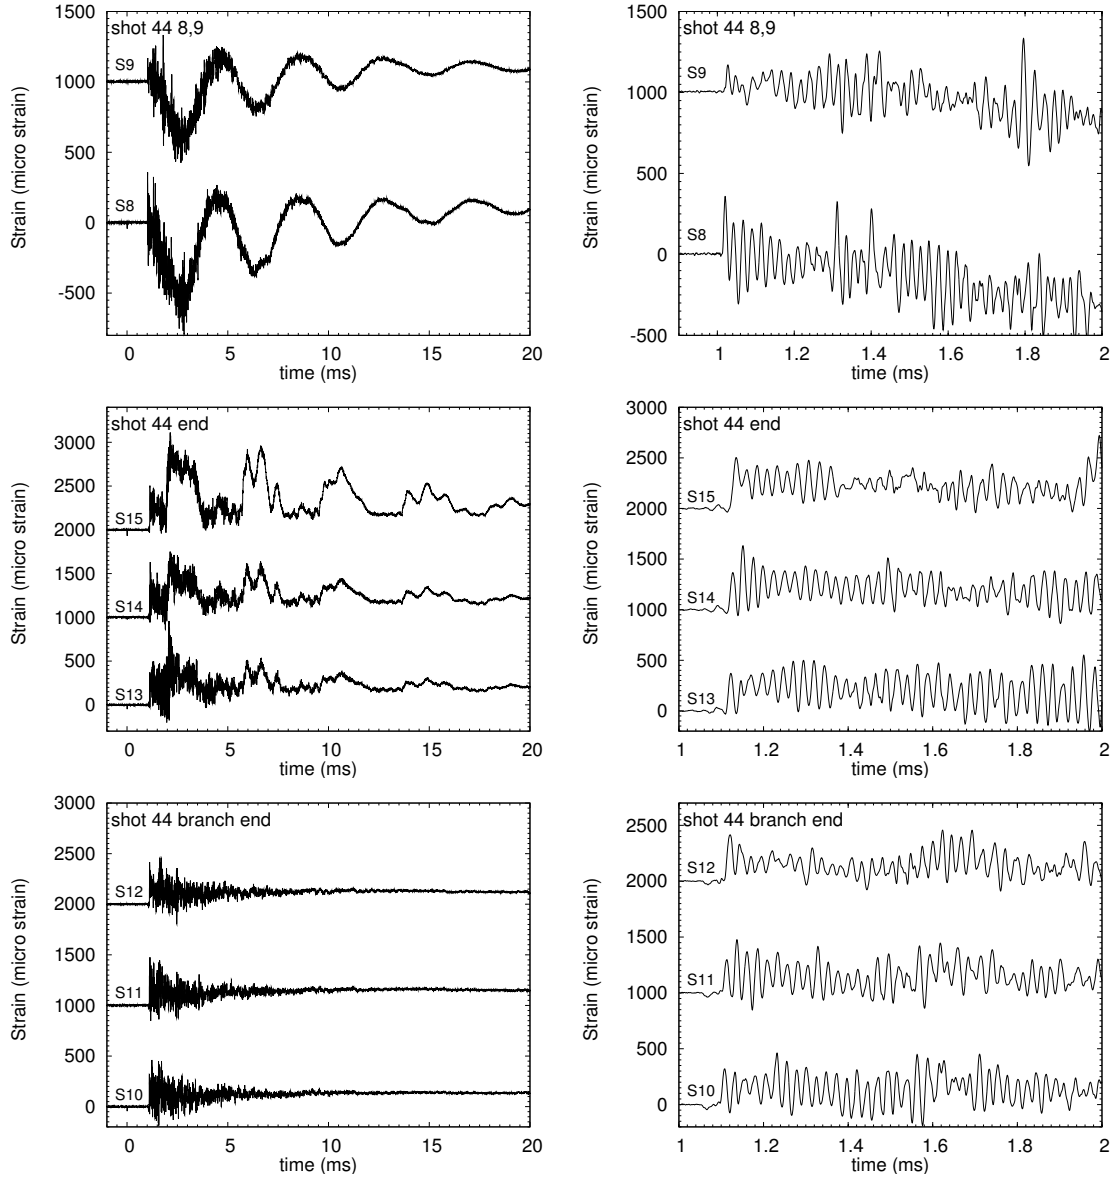 1500
1000
500
0
-500
shot 44 8,9
S9
S8
0 5 10 15 20
Strain (micro strain)
time (ms)
1500
1000
500
0
-500
shot 44 8,9
S9
S8
1 1.2 1.4 1.6 1.8 2
Strain (micro strain)
time (ms)
3000
2500
2000
1500
1000
500
0
shot 44 end
S15
S14
S13
0 5 10 15 20
Strain (micro strain)
time (ms)
3000
2500
2000
1500
1000
500
0
shot 44 end
S15
S14
S13
1 1.2 1.4 1.6 1.8 2
Strain (micro strain)
time (ms)
3000
2500
2000
1500
1000
500
0
shot 44 branch end
S12
S11
S10
0 5 10 15 20
Strain (micro strain)
time (ms)
2500
2000
1500
1000
500
0
shot 44 branch end
S12
S11
S10
1 1.2 1.4 1.6 1.8 2
Strain (micro strain)
time (ms)